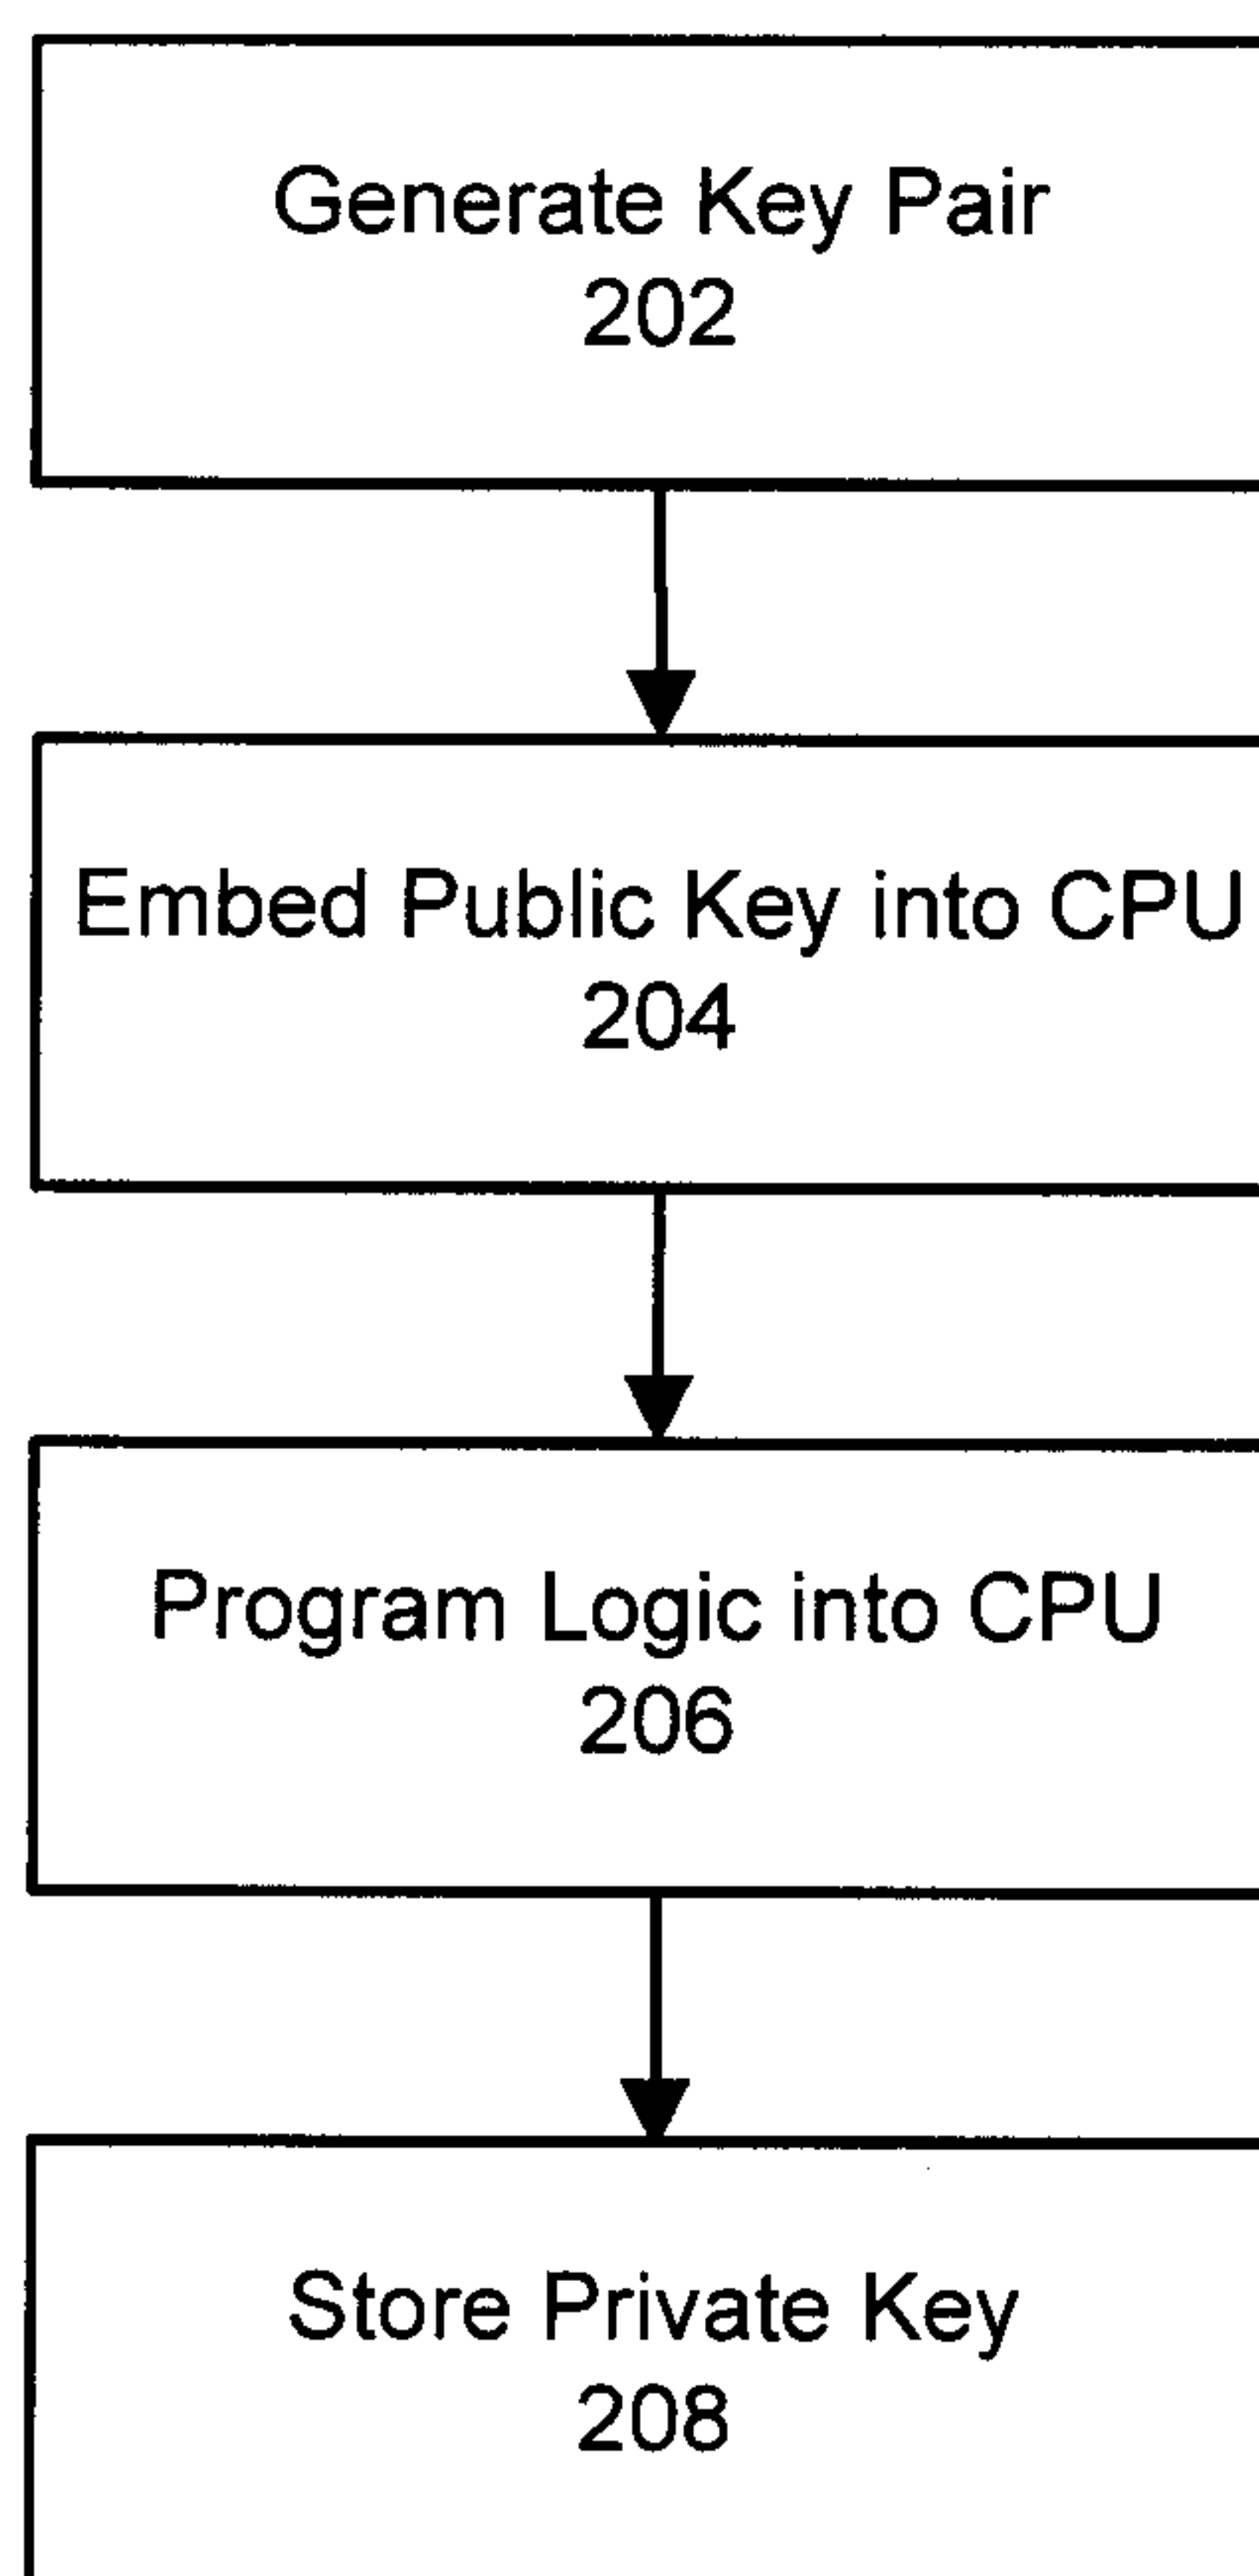 Generate Key Pair
202
Embed Public Key into CPU
204
Program Logic into CPU
206
Store Private Key
208